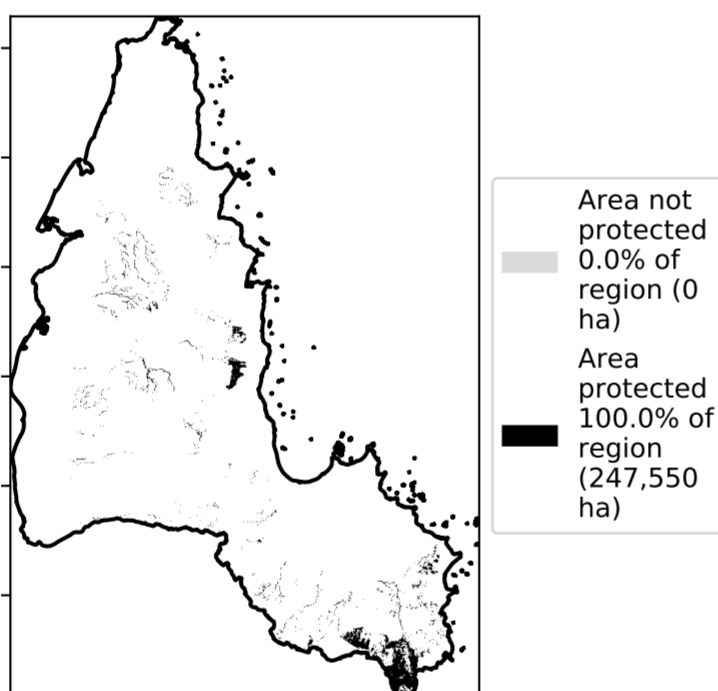 Area not
protected
0.0% of
region (0
ha)
Area
protected
100.0% of
region
(247,550
ha)